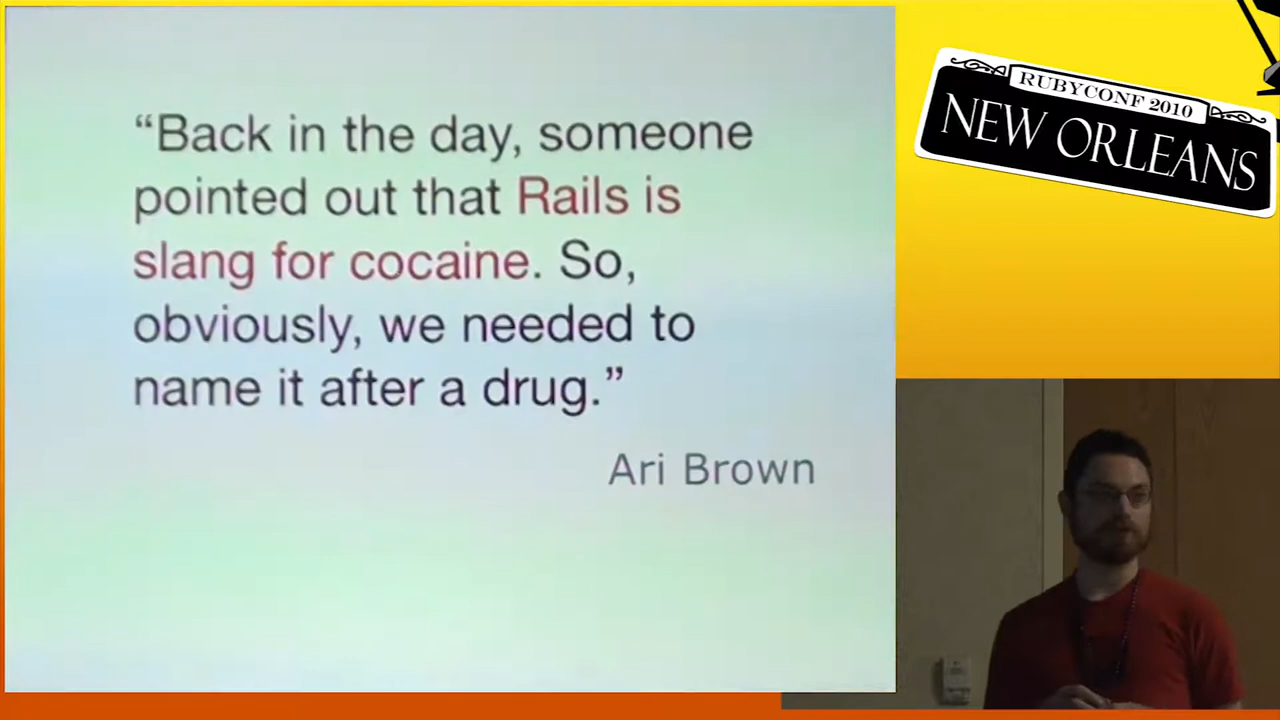 “Back in the day, someone
pointed out that Rails is
slang for cocaine. So,
obviously, we needed to
name it after a drug.”
Ari Brown
RUBYCONF 2010
NEW ORLEANS